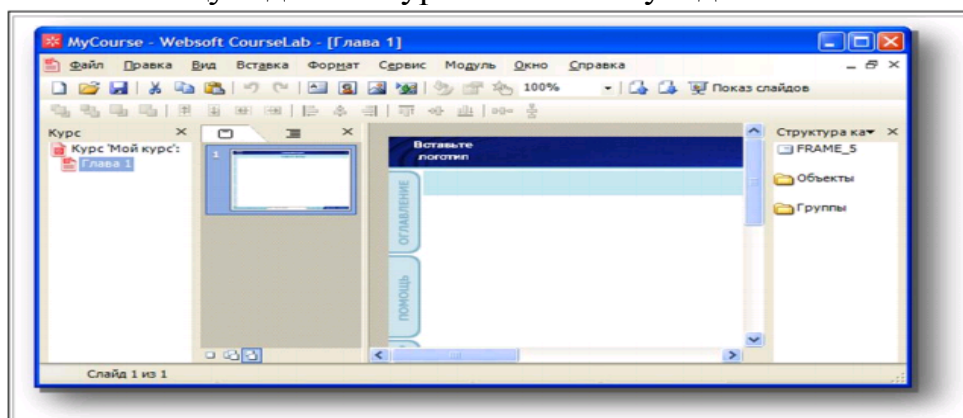 MyCourse - Websoft CourseLab - [Глава 1]
Файл Правка Вид Вставка Формат Сервис Модуль Окно Справка
100% Показ слайдов
Курс
Курс 'Мой курс':
Глава 1
1
Вставьте
логотип
ОГЛАВЛЕНИЕ
ПОМОЩЬ
Структура ка
FRAME_5
Объекты
Группы
Слайд 1 из 1